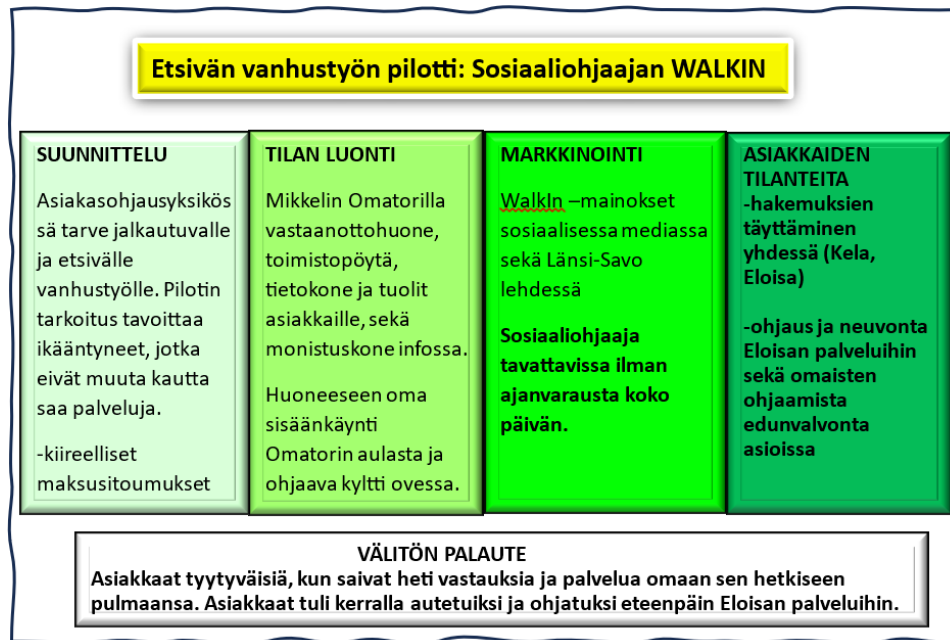 Etsivän vanhustyön pilotti: Sosiaaliohjaajan WALKIN
SUUNNITTELU
Asiakasohjausyksikös
sä tarve jalkautuvalle
ja etsivälle
vanhustyölle. Pilotin
tarkoitus tavoittaa
ikääntyneet, jotka
eivät muuta kautta
saa palveluja.
-kiireelliset
maksusitoumukset
TILAN LUONTI
Mikkelin Omatorilla
vastaanottohuone,
toimistopöytä,
tietokone ja tuolit
asiakkaille, sekä
monistuskone infossa.
Huoneeseen oma
sisäänkäynti
Omatorin aulasta ja
ohjaava kyltti ovessa.
MARKKINOINTI
WalkIn –mainokset
sosiaalisessa mediassa
sekä Länsi-Savo
lehdessä
Sosiaaliohjaaja
tavattavissa ilman
ajanvarausta koko
päivän.
ASIAKKAIDEN
TILANTEITA
-hakemuksien
täyttäminen
yhdessä (Kela,
Eloisa)
-ohjaus ja neuvonta
Eloisan palveluihin
sekä omaisten
ohjaamista
edunvalvonta
asioissa
VÄLITÖN PALAUTE
Asiakkaat tyytyväisiä, kun saivat heti vastauksia ja palvelua omaan sen hetkiseen
pulmaansa. Asiakkaat tuli kerralla autetuiksi ja ohjatuksi eteenpäin Eloisan palveluihin.